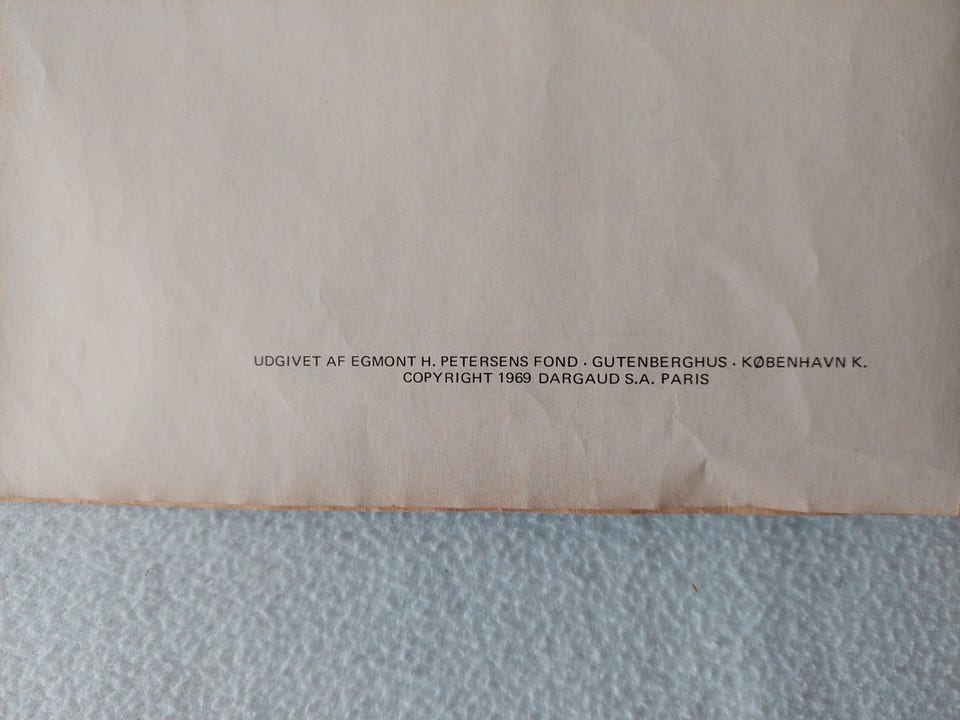 UDGIVET AF EGMONT H. PETERSENS FOND · GUTENBERGHUS · KØBENHAVN K.
COPYRIGHT 1969 DARGAUD S.A. PARIS